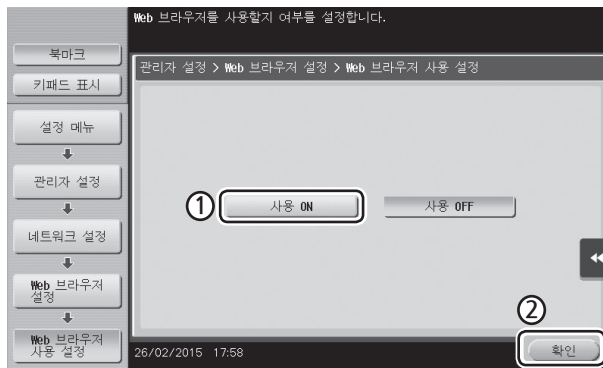 Web 브라우저를 사용할지 여부를 설정합니다.
북마크
키패드 표시
설정 메뉴
관리자 설정
네트워크 설정
Web 브라우저
설정
Web 브라우저
사용 설정
관리자 설정 > Web 브라우저 설정 > Web 브라우저 사용 설정
① 사용 ON 사용 OFF
②
26/02/2015 17:58 확인